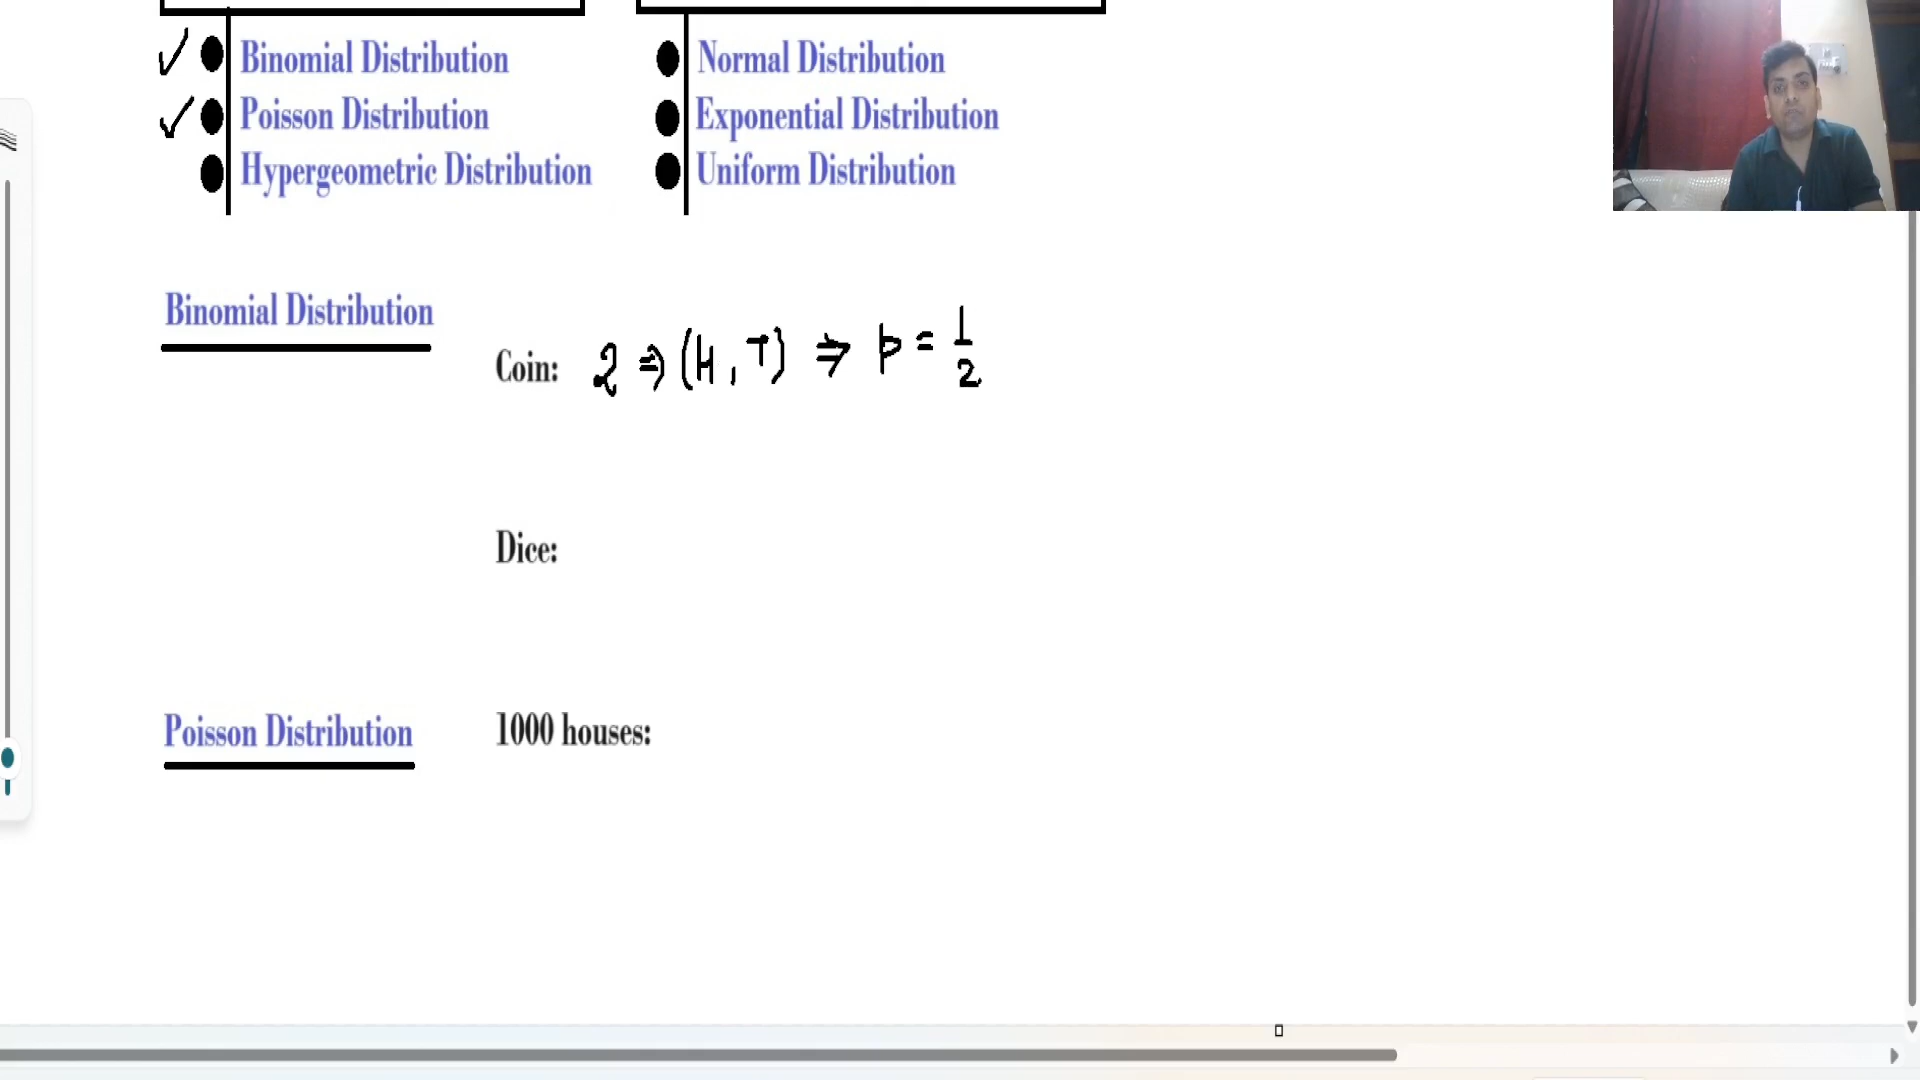 Binomial Distribution
Poisson Distribution
Hypergeometric Distribution
Normal Distribution
Exponential Distribution
Uniform Distribution
Binomial Distribution
Coin: 2 ⇒ (H, T) ⇒ p = 1/2
Dice:
Poisson Distribution 1000 houses: